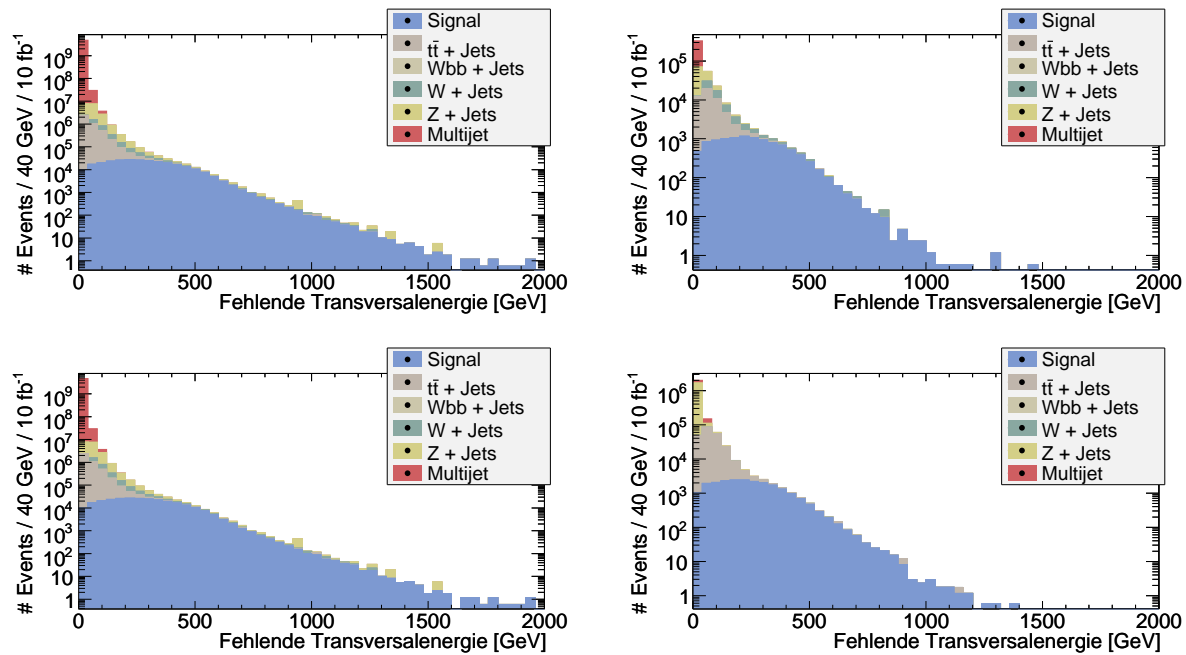 Signal
tt̄ + Jets
Wbb + Jets
W + Jets
Z + Jets
Multijet
# Events / 40 GeV / 10 fb⁻¹
10⁹
10⁸
10⁷
10⁶
10⁵
10⁴
10³
10²
10
1
0 500 1000 1500 2000
Fehlende Transversalenergie [GeV]
Signal
tt̄ + Jets
Wbb + Jets
W + Jets
Z + Jets
Multijet
# Events / 40 GeV / 10 fb⁻¹
10⁵
10⁴
10³
10²
10
1
0 500 1000 1500 2000
Fehlende Transversalenergie [GeV]
Signal
tt̄ + Jets
Wbb + Jets
W + Jets
Z + Jets
Multijet
# Events / 40 GeV / 10 fb⁻¹
10⁹
10⁸
10⁷
10⁶
10⁵
10⁴
10³
10²
10
1
0 500 1000 1500 2000
Fehlende Transversalenergie [GeV]
Signal
tt̄ + Jets
Wbb + Jets
W + Jets
Z + Jets
Multijet
# Events / 40 GeV / 10 fb⁻¹
10⁶
10⁵
10⁴
10³
10²
10
1
0 500 1000 1500 2000
Fehlende Transversalenergie [GeV]